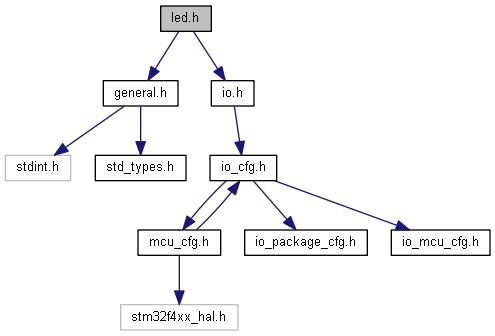 led.h
general.h
io.h
stdint.h
std_types.h
io_cfg.h
mcu_cfg.h
io_package_cfg.h
io_mcu_cfg.h
stm32f4xx_hal.h